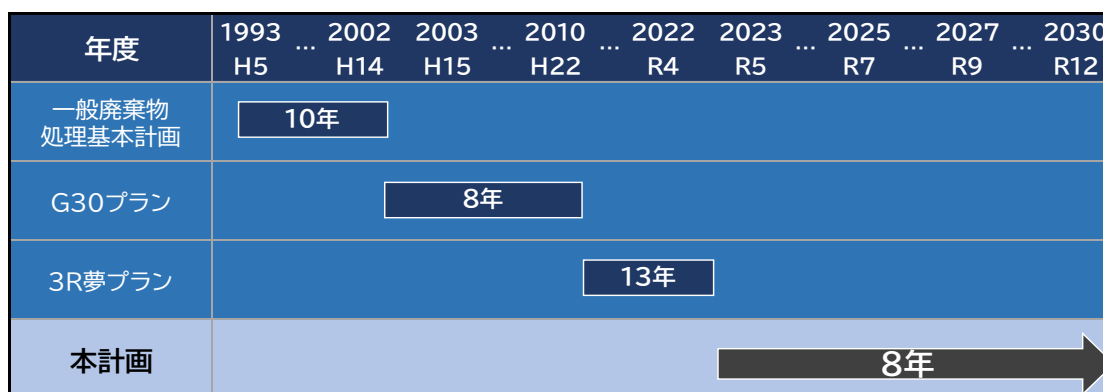 年度
1993 … 2002 2003 … 2010 … 2022 2023 … 2025 … 2027 … 2030
H5 H14 H15 H22 R4 R5 R7 R9 R12
一般廃棄物
処理基本計画
10年
G30プラン
8年
3R夢プラン
13年
本計画
8年